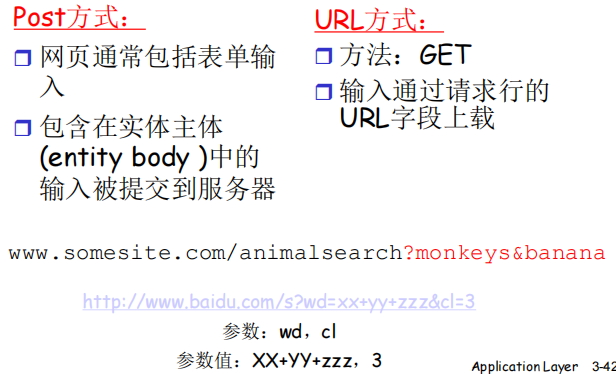 Post方式：
网页通常包括表单输
入
包含在实体主体
(entity body )中的
输入被提交到服务器
URL方式：
方法：GET
输入通过请求行的
URL字段上载
www.somesite.com/animalsearch?monkeys&banana
http://www.baidu.com/s?wd=xx+yy+zzz&cl=3
参数：wd，cl
参数值：XX+YY+zzz，3
Application Layer 3-42